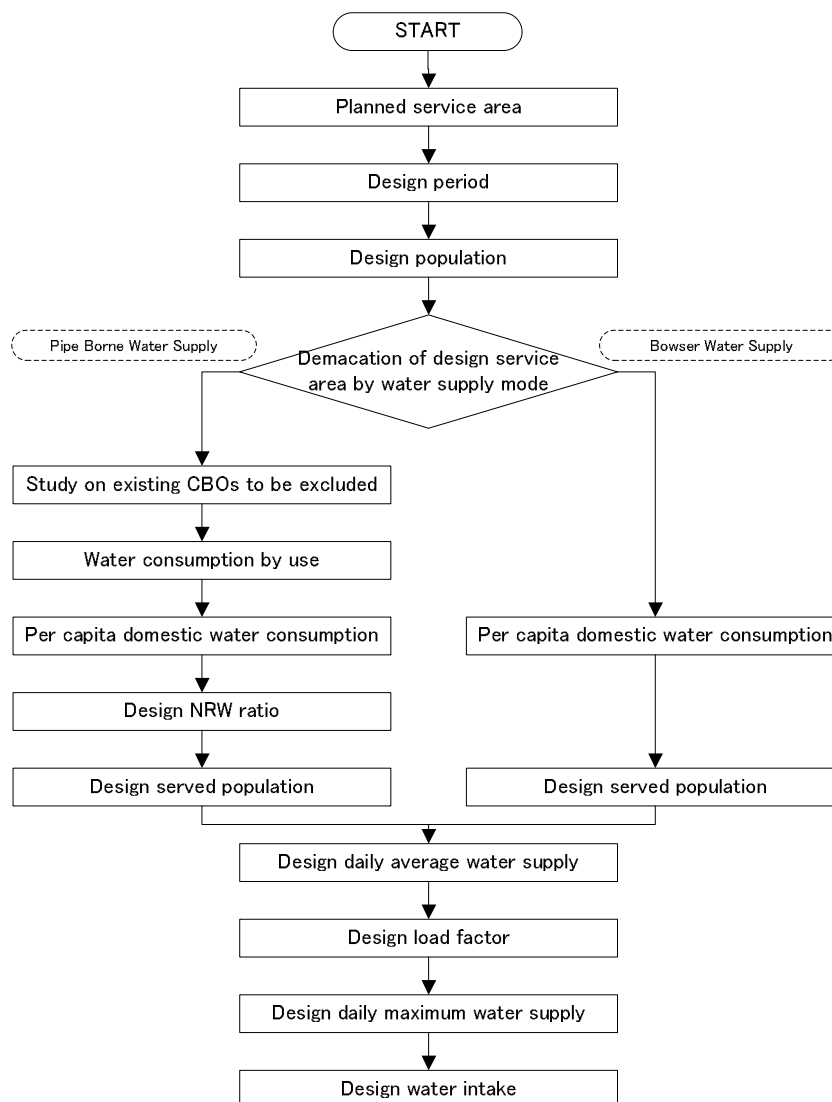 START
Planned service area
Design period
Design population
Pipe Borne Water Supply
Demacation of design service
area by water supply mode
Bowser Water Supply
Study on existing CBOs to be excluded
Water consumption by use
Per capita domestic water consumption
Per capita domestic water consumption
Design NRW ratio
Design served population
Design served population
Design daily average water supply
Design load factor
Design daily maximum water supply
Design water intake